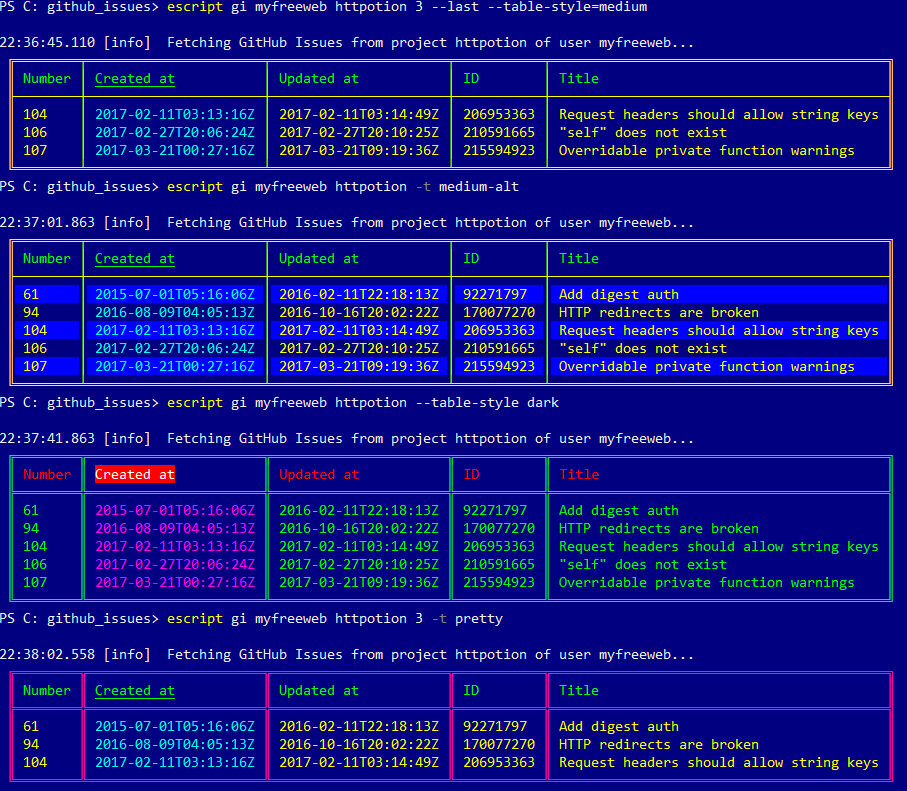 PS C: github_issues> escript gi myfreeweb httpotion 3 --last --table-style=medium
22:36:45.110 [info]  Fetching GitHub Issues from project httpotion of user myfreeweb...
Number Created at Updated at ID Title
104 2017-02-11T03:13:16Z 2017-02-11T03:14:49Z 206953363 Request headers should allow string keys
106 2017-02-27T20:06:24Z 2017-02-27T20:10:25Z 210591665 "self" does not exist
107 2017-03-21T00:27:16Z 2017-03-21T09:19:36Z 215594923 Overridable private function warnings
PS C: github_issues> escript gi myfreeweb httpotion -t medium-alt
22:37:01.863 [info]  Fetching GitHub Issues from project httpotion of user myfreeweb...
Number Created at Updated at ID Title
61 2015-07-01T05:16:06Z 2016-02-11T22:18:13Z 92271797 Add digest auth
94 2016-08-09T04:05:13Z 2016-10-16T20:02:22Z 170077270 HTTP redirects are broken
104 2017-02-11T03:13:16Z 2017-02-11T03:14:49Z 206953363 Request headers should allow string keys
106 2017-02-27T20:06:24Z 2017-02-27T20:10:25Z 210591665 "self" does not exist
107 2017-03-21T00:27:16Z 2017-03-21T09:19:36Z 215594923 Overridable private function warnings
PS C: github_issues> escript gi myfreeweb httpotion --table-style dark
22:37:41.863 [info]  Fetching GitHub Issues from project httpotion of user myfreeweb...
Number Created at Updated at ID Title
61 2015-07-01T05:16:06Z 2016-02-11T22:18:13Z 92271797 Add digest auth
94 2016-08-09T04:05:13Z 2016-10-16T20:02:22Z 170077270 HTTP redirects are broken
104 2017-02-11T03:13:16Z 2017-02-11T03:14:49Z 206953363 Request headers should allow string keys
106 2017-02-27T20:06:24Z 2017-02-27T20:10:25Z 210591665 "self" does not exist
107 2017-03-21T00:27:16Z 2017-03-21T09:19:36Z 215594923 Overridable private function warnings
PS C: github_issues> escript gi myfreeweb httpotion 3 -t pretty
22:38:02.558 [info]  Fetching GitHub Issues from project httpotion of user myfreeweb...
Number Created at Updated at ID Title
61 2015-07-01T05:16:06Z 2016-02-11T22:18:13Z 92271797 Add digest auth
94 2016-08-09T04:05:13Z 2016-10-16T20:02:22Z 170077270 HTTP redirects are broken
104 2017-02-11T03:13:16Z 2017-02-11T03:14:49Z 206953363 Request headers should allow string keys